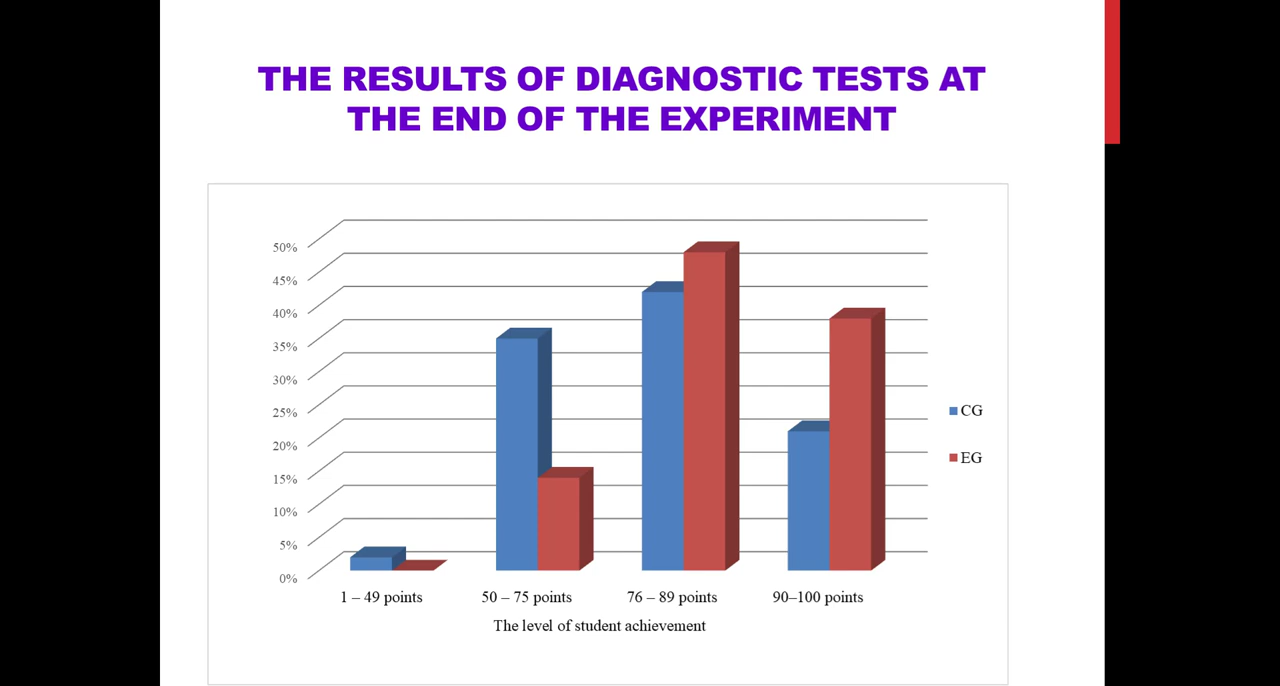 THE RESULTS OF DIAGNOSTIC TESTS AT
THE END OF THE EXPERIMENT
50%
45%
40%
35%
30%
25%
20%
15%
10%
5%
0%
CG
EG
1 – 49 points
50 – 75 points
76 – 89 points
90–100 points
The level of student achievement